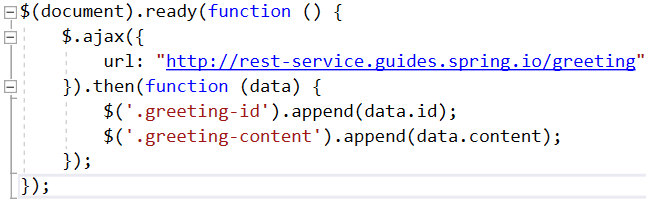 $(document).ready(function () {
    $.ajax({
        url: "http://rest-service.guides.spring.io/greeting"
    }).then(function (data) {
        $('.greeting-id').append(data.id);
        $('.greeting-content').append(data.content);
    });
});